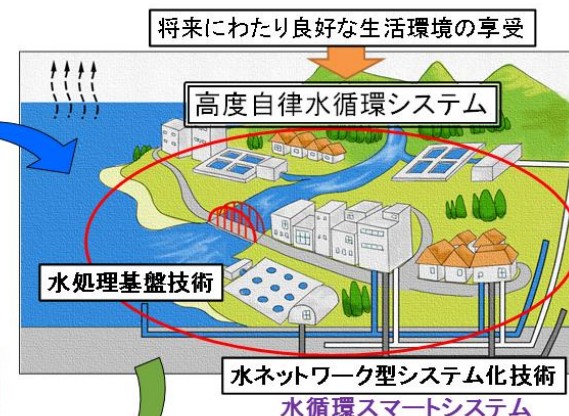 将来にわたり良好な生活環境の享受
高度自律水循環システム
水処理基盤技術
水ネットワーク型システム化技術
水循環スマートシステム